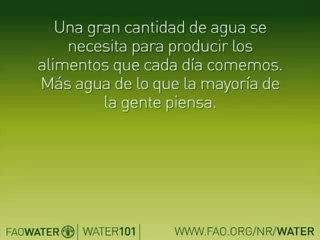 Una gran cantidad de agua se
necesita para producir los
alimentos que cada día comemos.
Más agua de lo que la mayoría de
la gente piensa.
FAOWATER | WATER101 | WWW.FAO.ORG/NR/WATER